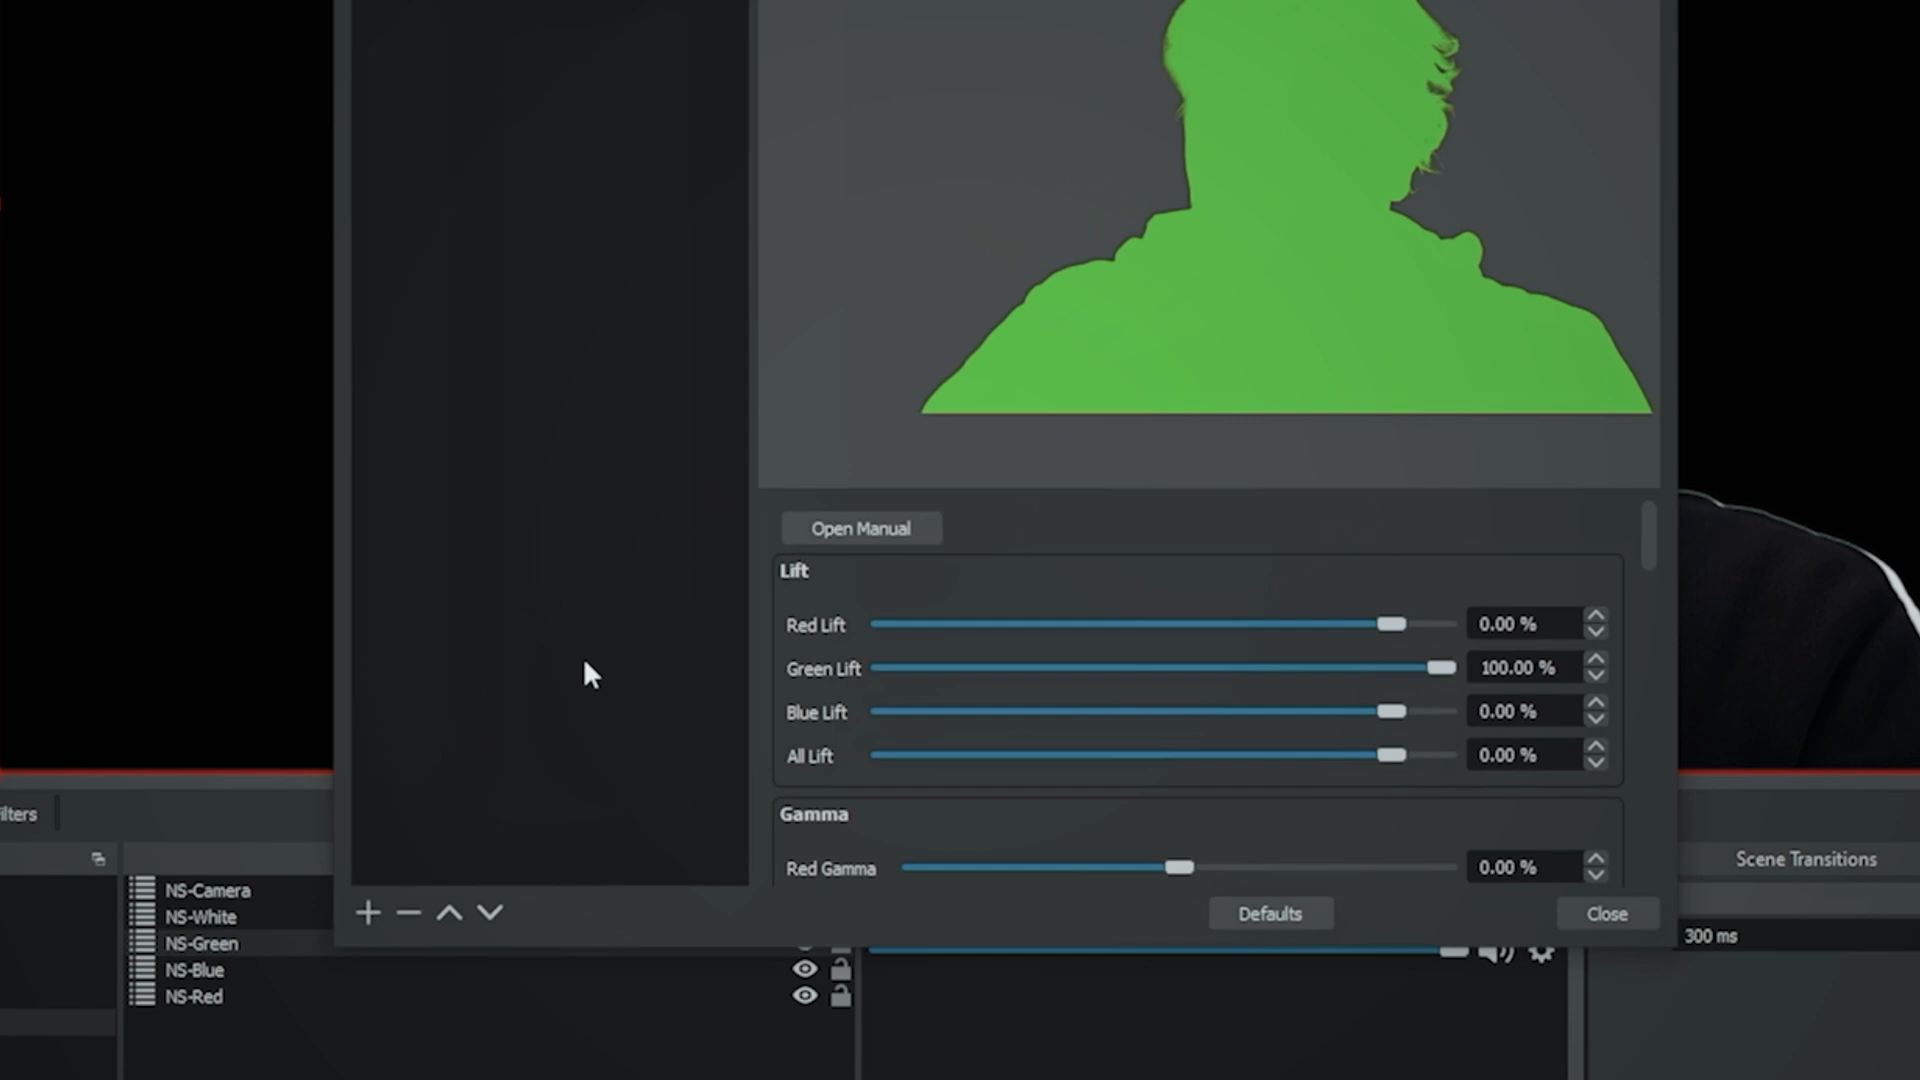 Open Manual
Lift
Red Lift 0.00 %
Green Lift 100.00 %
Blue Lift 0.00 %
All Lift 0.00 %
Gamma
Red Gamma 0.00 %
Defaults Close
ilters
Scene Transitions
NS-Camera
NS-White
NS-Green
300 ms
NS-Blue
NS-Red